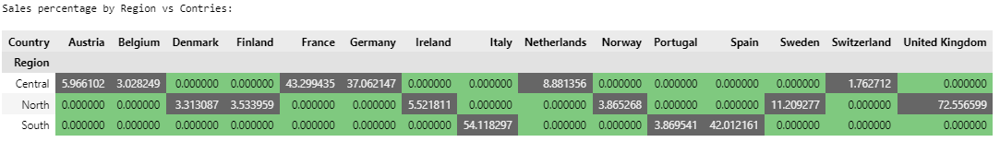 Sales percentage by Region vs Contries:
Country Austria Belgium Denmark Finland France Germany Ireland Italy Netherlands Norway Portugal Spain Sweden Switzerland United Kingdom
Region
Central 5.966102 3.028249 0.000000 0.000000 43.299435 37.062147 0.000000 0.000000 8.881356 0.000000 0.000000 0.000000 0.000000 1.762712 0.000000
North 0.000000 0.000000 3.313087 3.533959 0.000000 0.000000 5.521811 0.000000 0.000000 3.865268 0.000000 0.000000 11.209277 0.000000 72.556599
South 0.000000 0.000000 0.000000 0.000000 0.000000 0.000000 0.000000 54.118297 0.000000 0.000000 3.869541 42.012161 0.000000 0.000000 0.000000